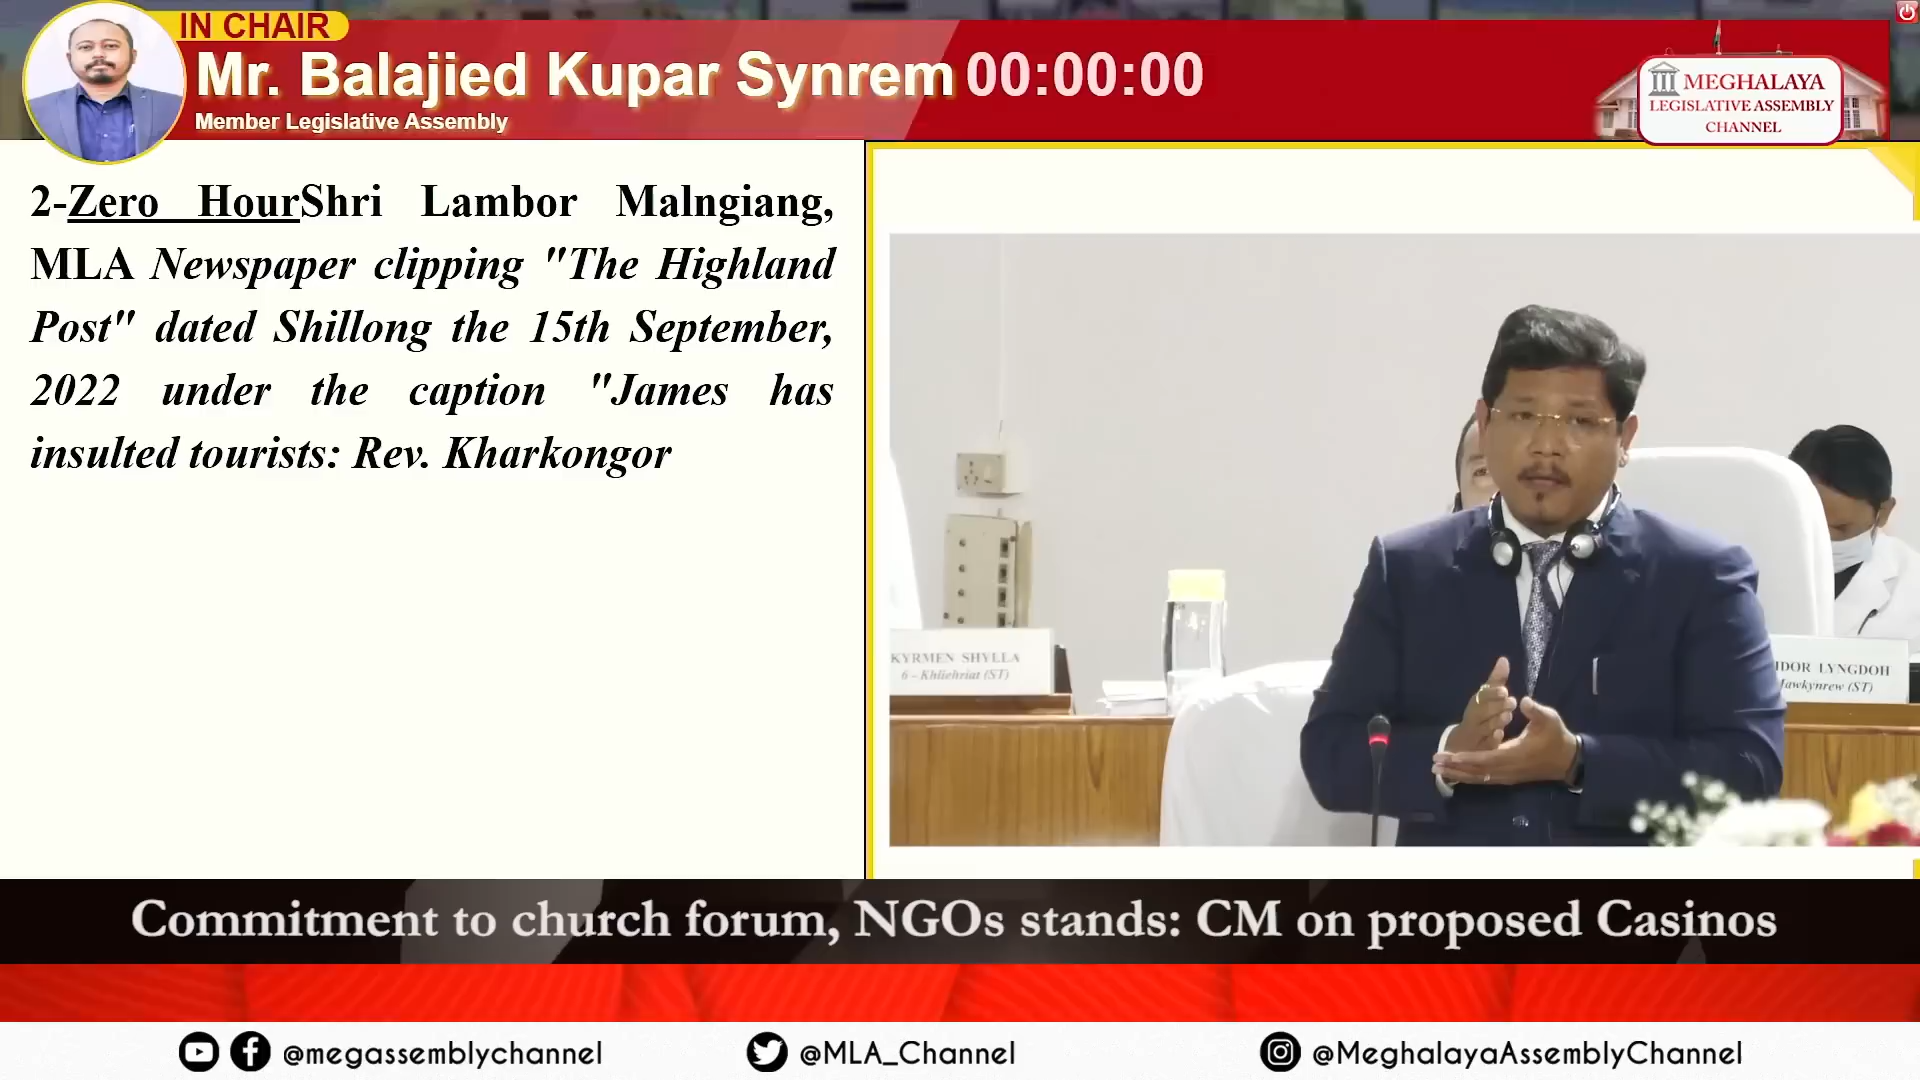 IN CHAIR
Mr. Balajied Kupar Synrem 00:00:00
Member Legislative Assembly
MEGHALAYA
LEGISLATIVE ASSEMBLY
CHANNEL
2-Zero HourShri Lambor Malngiang,
MLA Newspaper clipping "The Highland
Post" dated Shillong the 15th September,
2022 under the caption "James has
insulted tourists: Rev. Kharkongor
KYRMEN SHYLLA
6 - Khliehriat (ST)
IDOR LYNGDOH
Mawkynrew (ST)
Commitment to church forum, NGOs stands: CM on proposed Casinos
@megassemblychannel
@MLA_Channel
@MeghalayaAssemblyChannel